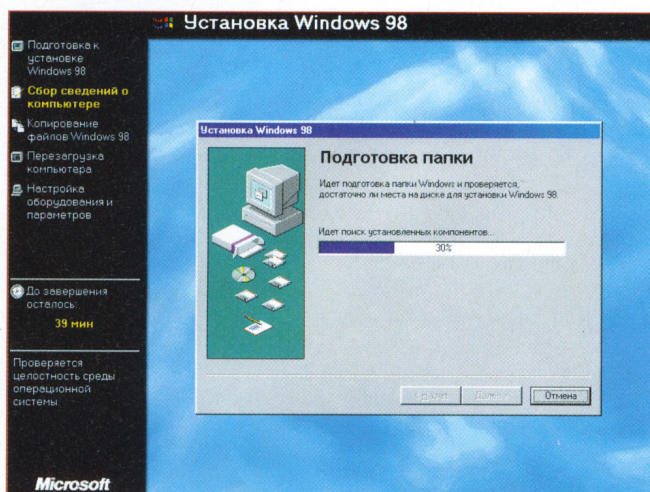 Установка Windows 98
Подготовка к
установке
Windows 98
Сбор сведений о
компьютере
Копирование
файлов Windows 98
Перезагрузка
компьютера
Настройка
оборудования и
параметров
До завершения
осталось:
39 мин
Проверяется
целостность среды
операционной
системы.
Microsoft
Установка Windows 98
Подготовка папки
Идет подготовка папки Windows и проверяется,
достаточно ли места на диске для установки Windows 98.
Идет поиск установленных компонентов...
30%
Отмена